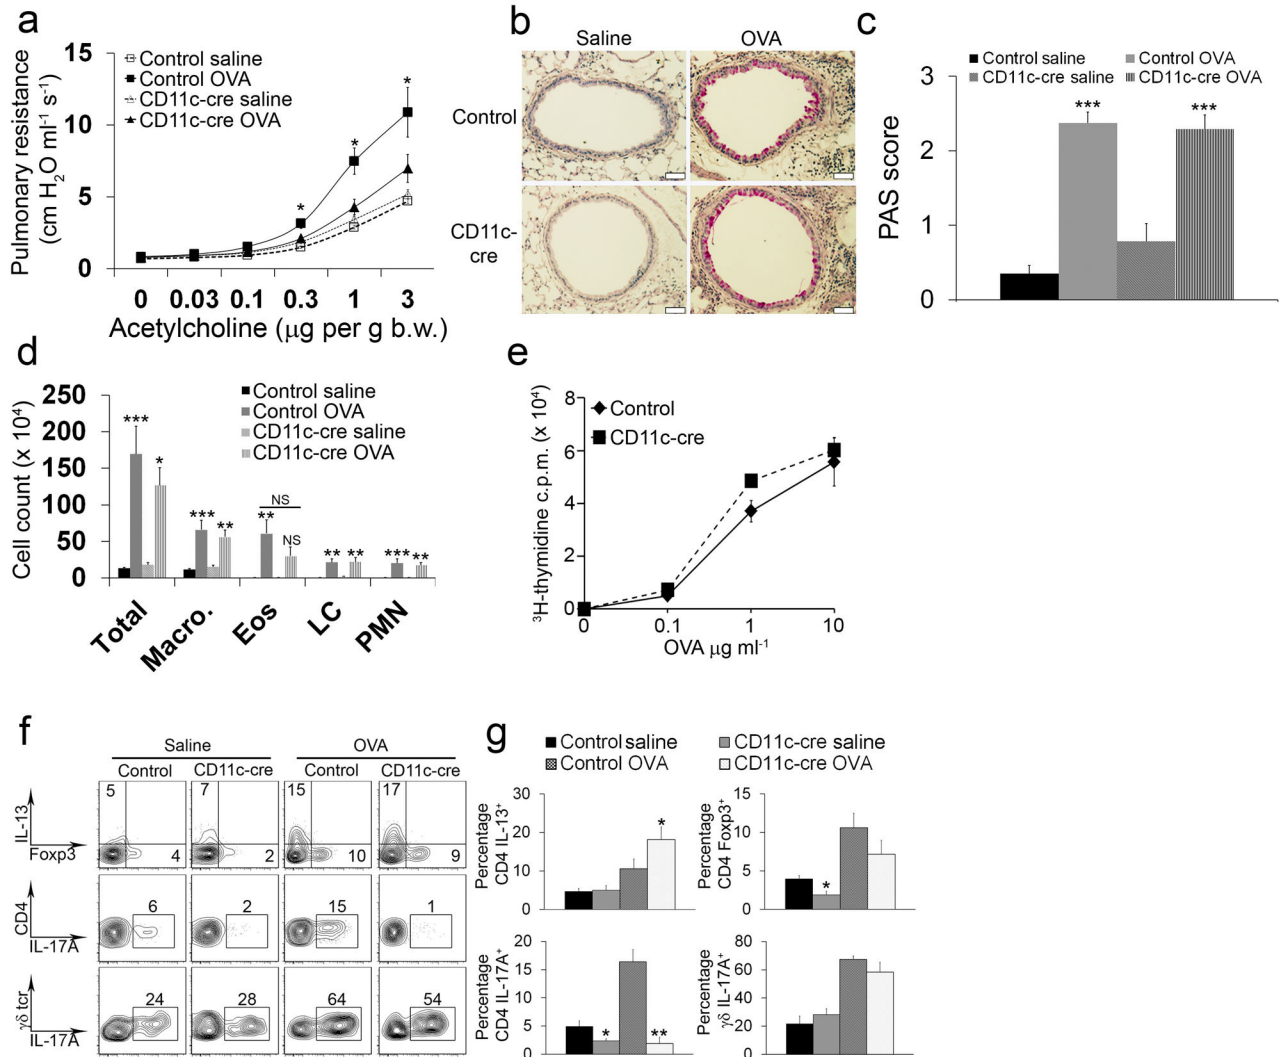 a
Pulmonary resistance
(cm H2O ml-1 s-1)
15
10
5
0
Control saline
Control OVA
CD11c-cre saline
CD11c-cre OVA
*
*
*
0 0.03 0.1 0.3 1 3
Acetylcholine (μg per g b.w.)
b
Saline OVA
Control
CD11c-
cre
c
Control saline Control OVA
CD11c-cre saline CD11c-cre OVA
PAS score
3
2
1
0
*** ***
d
Cell count (x 10⁴)
250
200
150
100
50
0
Control saline
Control OVA
CD11c-cre saline
CD11c-cre OVA
*** *
*** **
NS
** NS
** **
*** **
Total Macro. Eos LC PMN
e
³H-thymidine c.p.m. (x 10⁴)
8
6
4
2
0
Control
CD11c-cre
0 0.1 1 10
OVA μg ml-1
f
Saline OVA
Control CD11c-cre Control CD11c-cre
IL-13
Foxp3
5 7 15 17
4 2 10 9
CD4
IL-17A
6 2 15 1
γδ tcr
IL-17A
24 28 64 54
g
Control saline CD11c-cre saline
Control OVA CD11c-cre OVA
Percentage
CD4 IL-13+
30
20
10
0
*
Percentage
CD4 Foxp3+
15
10
5
0
*
Percentage
CD4 IL-17A+
20
15
10
5
0
* **
Percentage
γδ IL-17A+
80
60
40
20
0